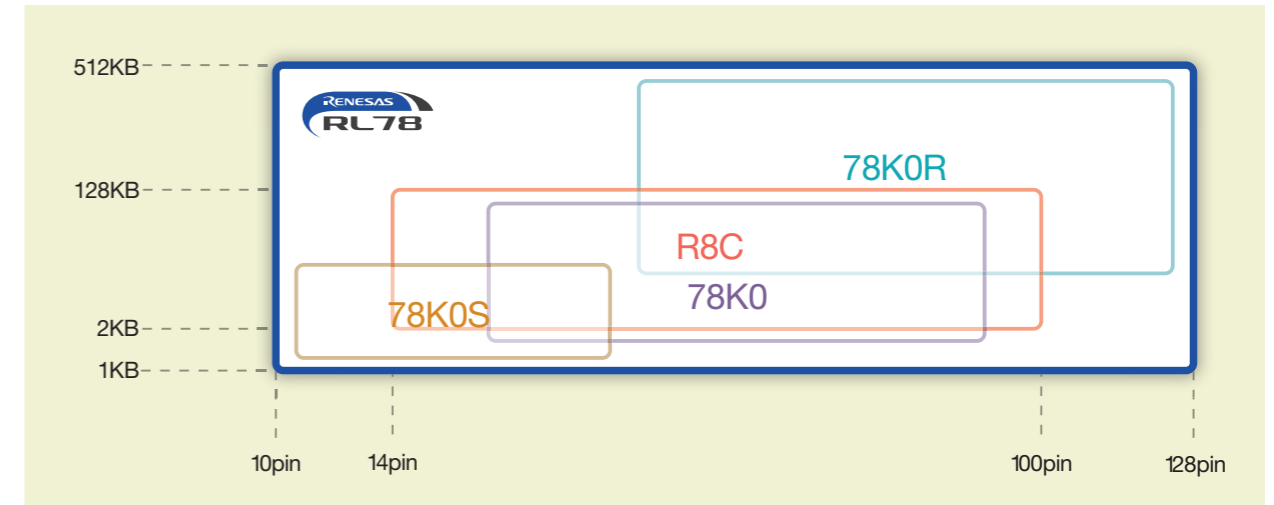 512KB
RENESAS
RL78
78K0R
128KB
R8C
78K0
78K0S
2KB
1KB
10pin 14pin 100pin 128pin